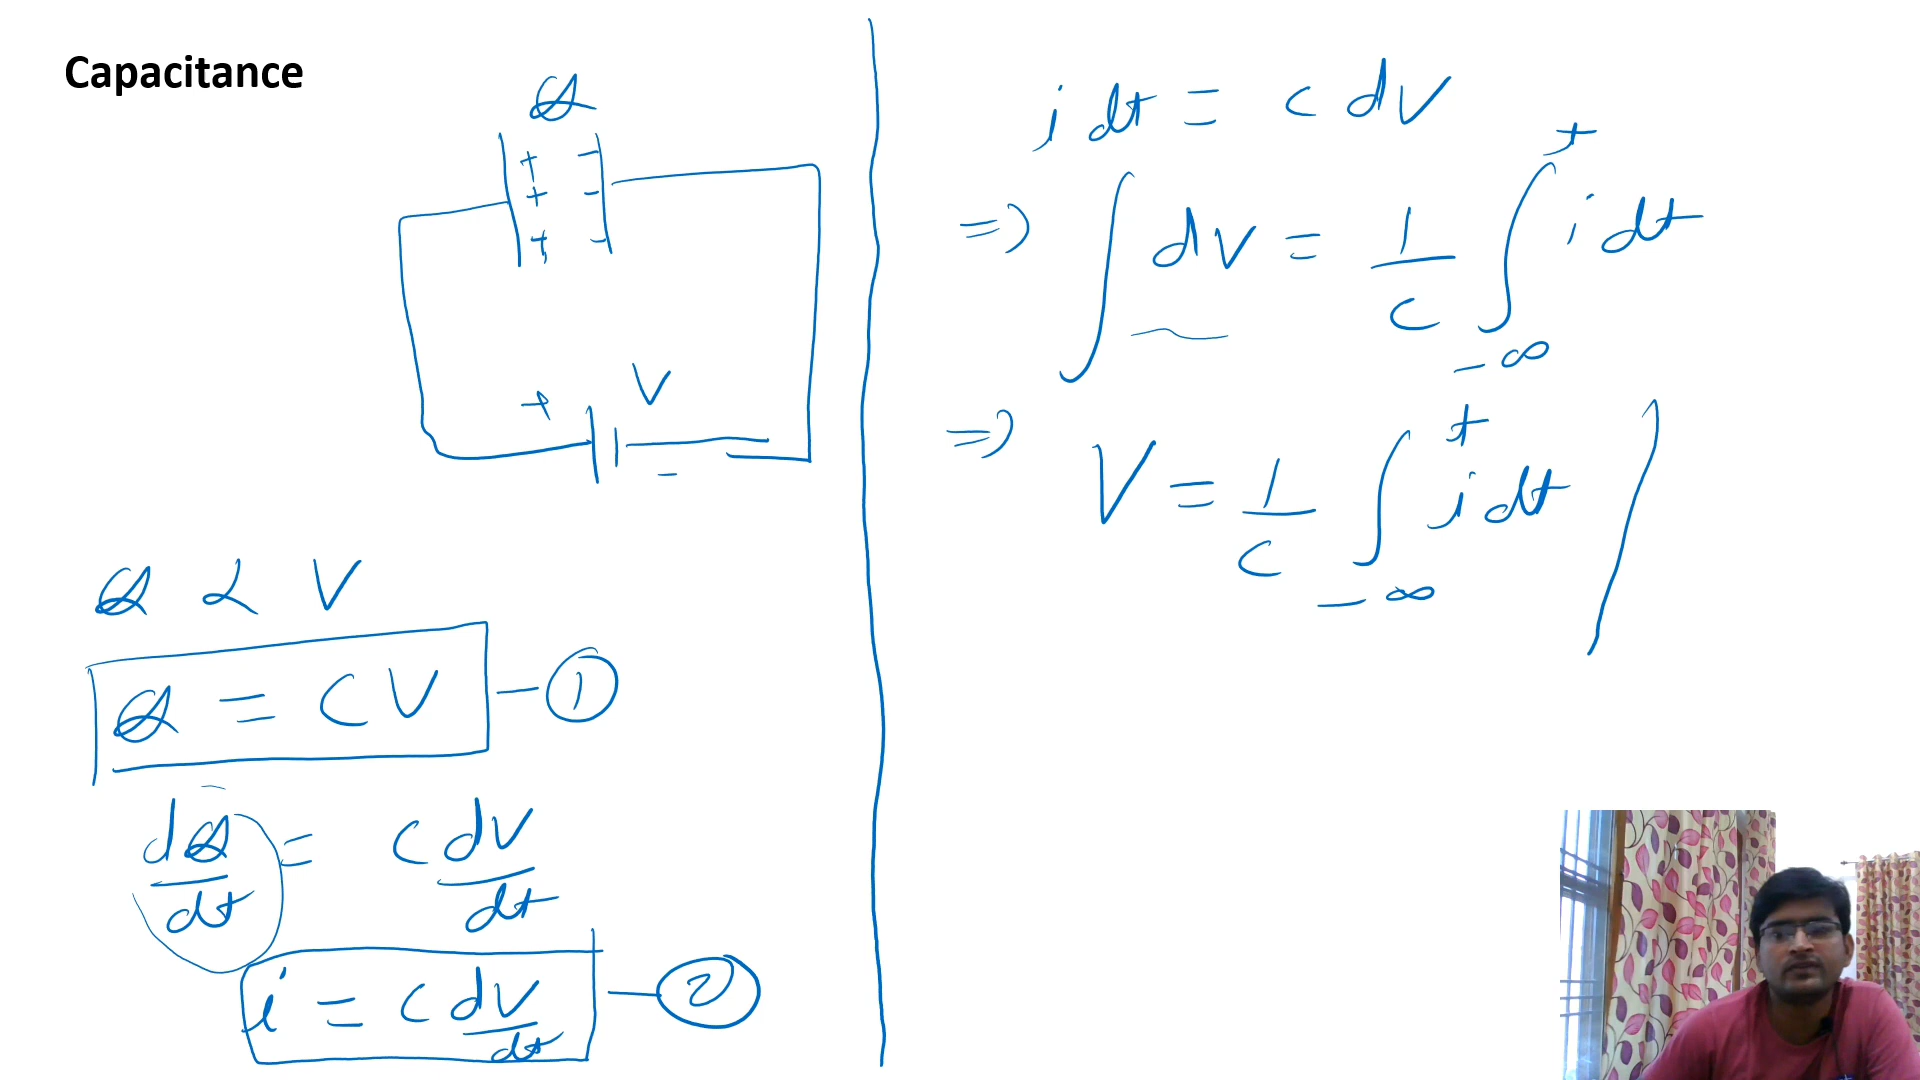 Capacitance
Q
+ −
+ −
+ −
+ V
−
Q α V
Q = CV — ①
dQ/dt = C dV/dt
i = C dV/dt — ②
i dt = C dV
=> ∫ dV = 1/C ∫_{-∞}^{t} i dt
=> V = 1/C ∫_{-∞}^{t} i dt